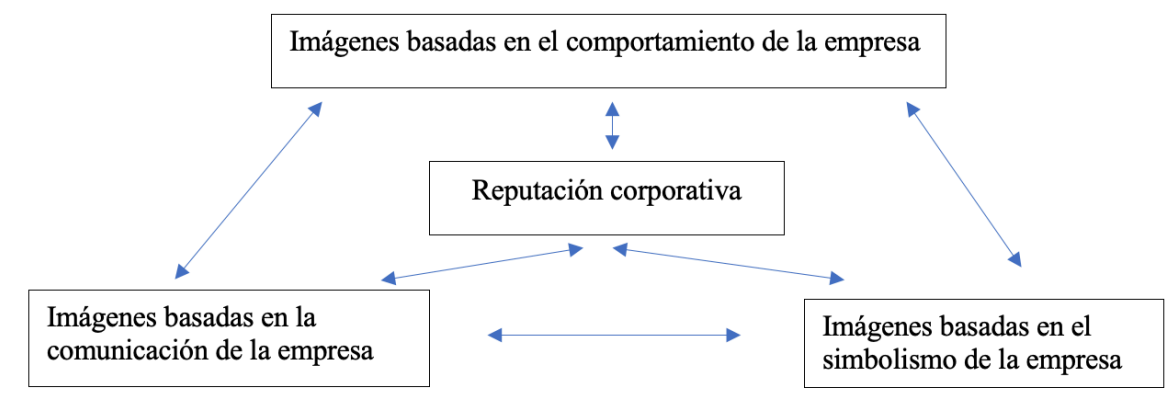 Imágenes basadas en el comportamiento de la empresa
Reputación corporativa
Imágenes basadas en la
comunicación de la empresa
Imágenes basadas en el
simbolismo de la empresa